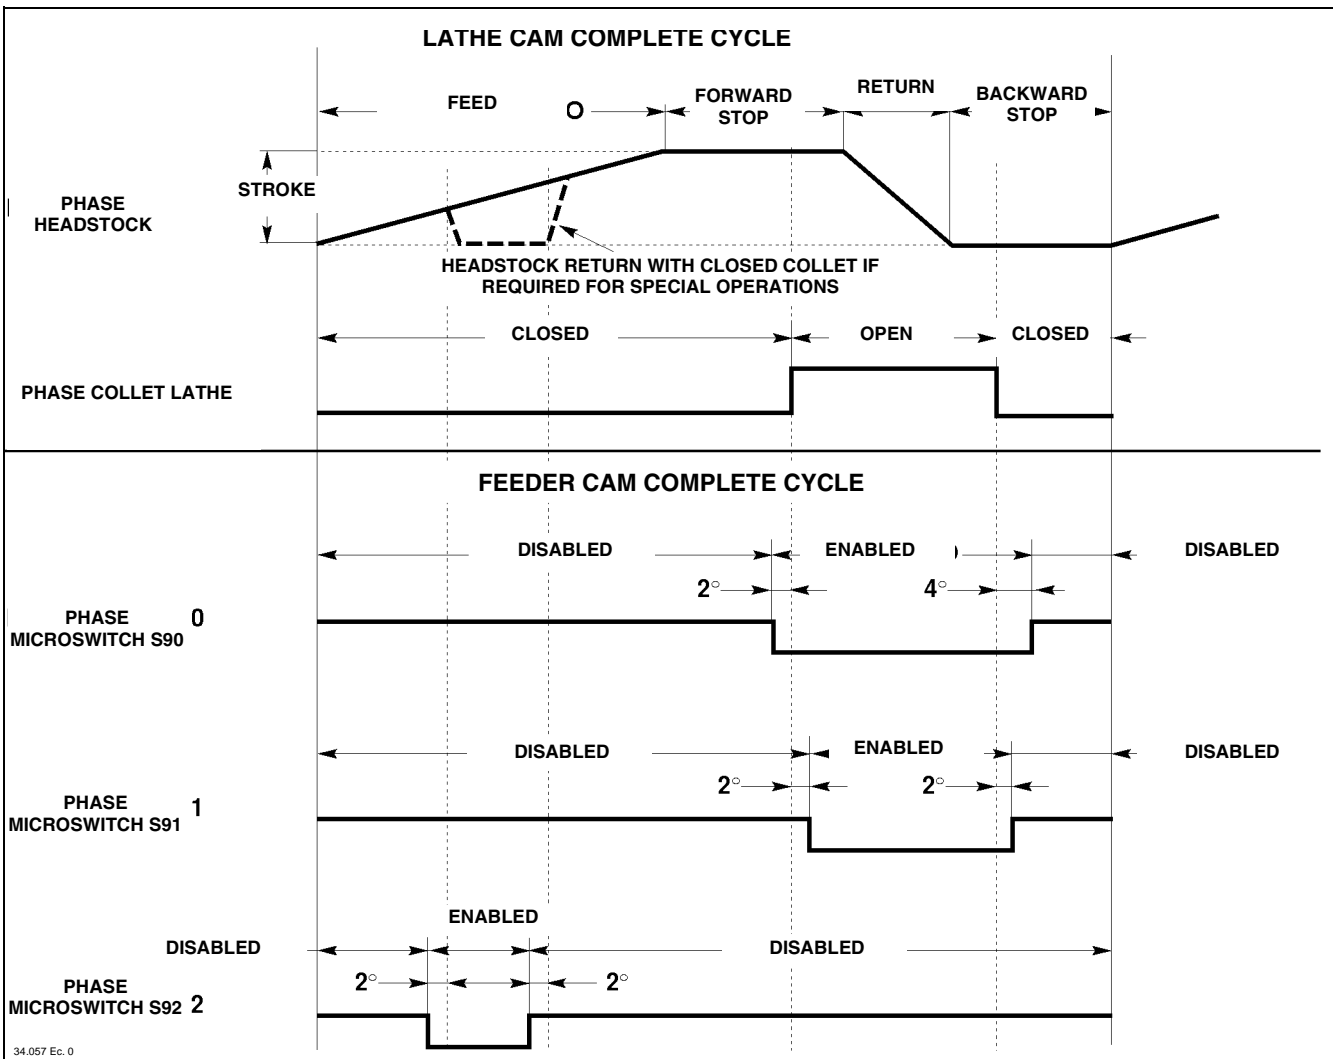 LATHE CAM COMPLETE CYCLE
FEED
O
FORWARD
STOP
RETURN
BACKWARD
STOP
STROKE
PHASE
HEADSTOCK
HEADSTOCK RETURN WITH CLOSED COLLET IF
REQUIRED FOR SPECIAL OPERATIONS
CLOSED
OPEN
CLOSED
PHASE COLLET LATHE
FEEDER CAM COMPLETE CYCLE
DISABLED
ENABLED
DISABLED
2°
4°
PHASE
MICROSWITCH S90
0
DISABLED
ENABLED
DISABLED
2°
2°
PHASE
MICROSWITCH S91
1
ENABLED
DISABLED
DISABLED
2°
2°
PHASE
MICROSWITCH S92
2
34.057 Ec. 0